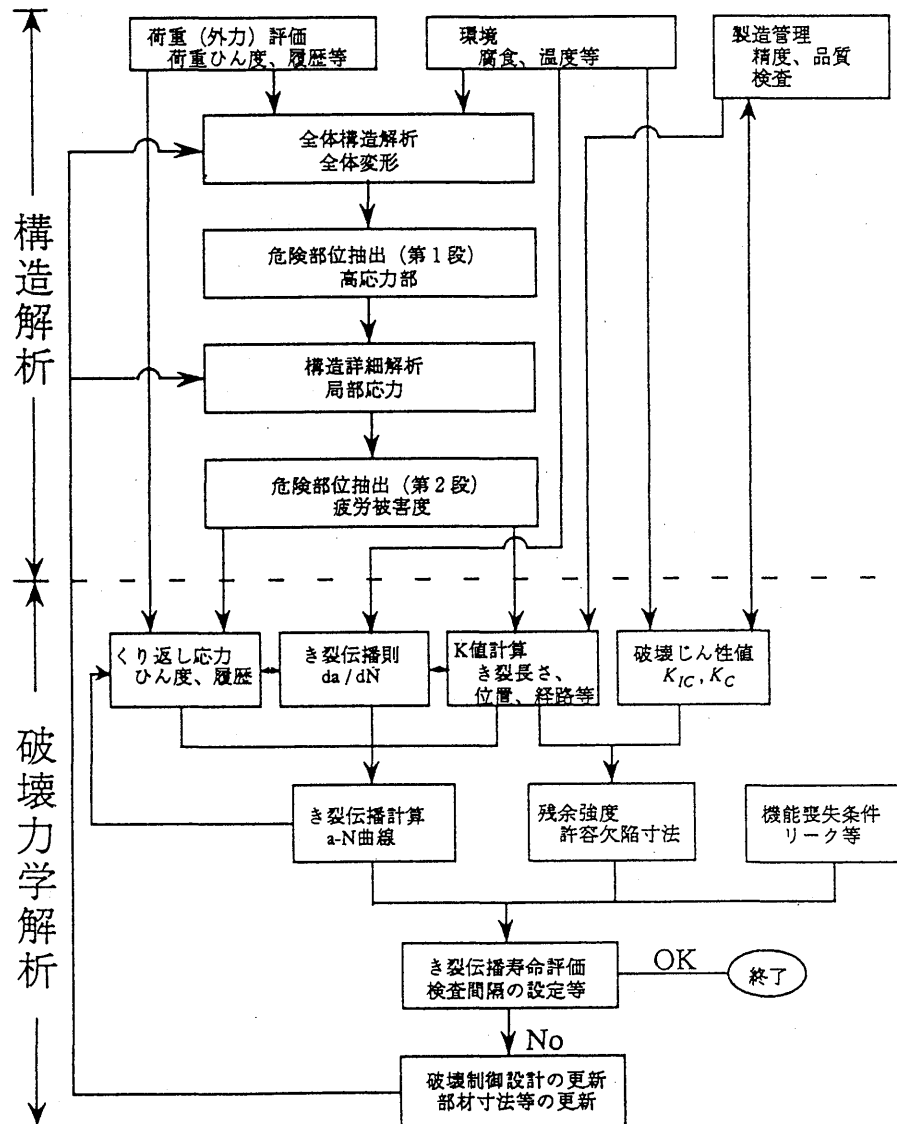 荷重(外力)評価
荷重ひん度、履歴等
環境
腐食、温度等
製造管理
精度、品質
検査
全体構造解析
全体変形
危険部位抽出(第1段)
高応力部
構造詳細解析
局部応力
危険部位抽出(第2段)
疲労被害度
構造解析
くり返し応力
ひん度、履歴
き裂伝播則
da/dN
K値計算
き裂長さ、
位置、経路等
破壊じん性値
K_IC, K_C
き裂伝播計算
a-N曲線
残余強度
許容欠陥寸法
機能喪失条件
リーク等
き裂伝播寿命評価
検査間隔の設定等
OK
終了
No
破壊制御設計の更新
部材寸法等の更新
破壊力学解析